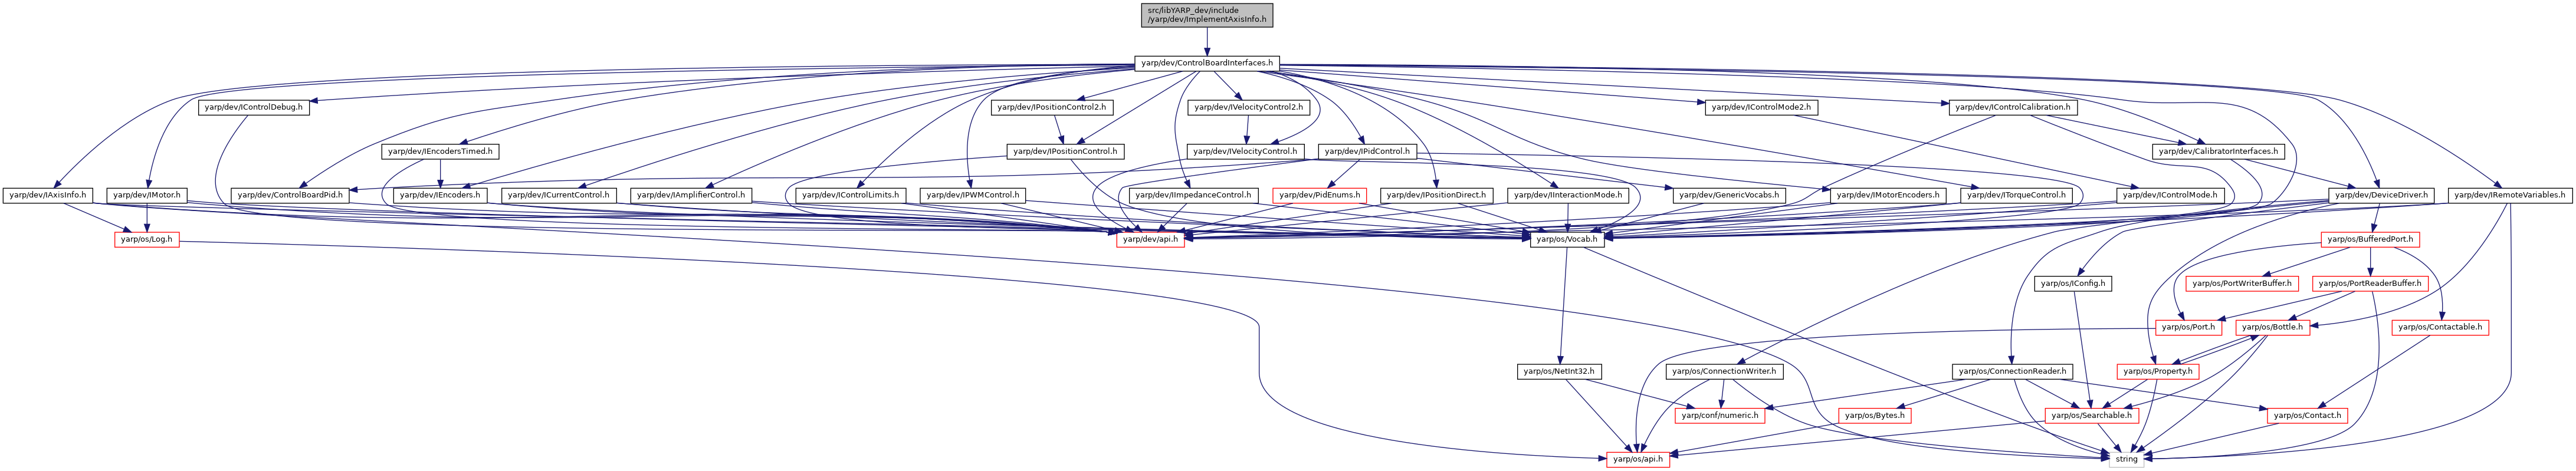 src/libYARP_dev/include
/yarp/dev/ImplementAxisInfo.h
yarp/dev/ControlBoardInterfaces.h
yarp/dev/IControlDebug.h
yarp/dev/IPositionControl2.h
yarp/dev/IVelocityControl2.h
yarp/dev/IControlMode2.h
yarp/dev/IControlCalibration.h
yarp/dev/IEncodersTimed.h
yarp/dev/IPositionControl.h
yarp/dev/IVelocityControl.h
yarp/dev/IPidControl.h
yarp/dev/CalibratorInterfaces.h
yarp/dev/IAxisInfo.h
yarp/dev/IMotor.h
yarp/dev/ControlBoardPid.h
yarp/dev/IEncoders.h
yarp/dev/ICurrentControl.h
yarp/dev/IAmplifierControl.h
yarp/dev/IControlLimits.h
yarp/dev/IPWMControl.h
yarp/dev/IImpedanceControl.h
yarp/dev/PidEnums.h
yarp/dev/IPositionDirect.h
yarp/dev/IInteractionMode.h
yarp/dev/GenericVocabs.h
yarp/dev/IMotorEncoders.h
yarp/dev/ITorqueControl.h
yarp/dev/IControlMode.h
yarp/dev/DeviceDriver.h
yarp/dev/IRemoteVariables.h
yarp/os/Log.h
yarp/dev/api.h
yarp/os/Vocab.h
yarp/os/BufferedPort.h
yarp/os/IConfig.h
yarp/os/PortWriterBuffer.h
yarp/os/PortReaderBuffer.h
yarp/os/Port.h
yarp/os/Bottle.h
yarp/os/Contactable.h
yarp/os/NetInt32.h
yarp/os/ConnectionWriter.h
yarp/os/ConnectionReader.h
yarp/os/Property.h
yarp/conf/numeric.h
yarp/os/Bytes.h
yarp/os/Searchable.h
yarp/os/Contact.h
yarp/os/api.h
string